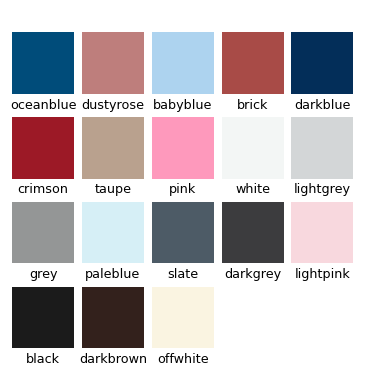 oceanblue dustyrose babyblue brick darkblue
crimson taupe pink white lightgrey
grey paleblue slate darkgrey lightpink
black darkbrown offwhite